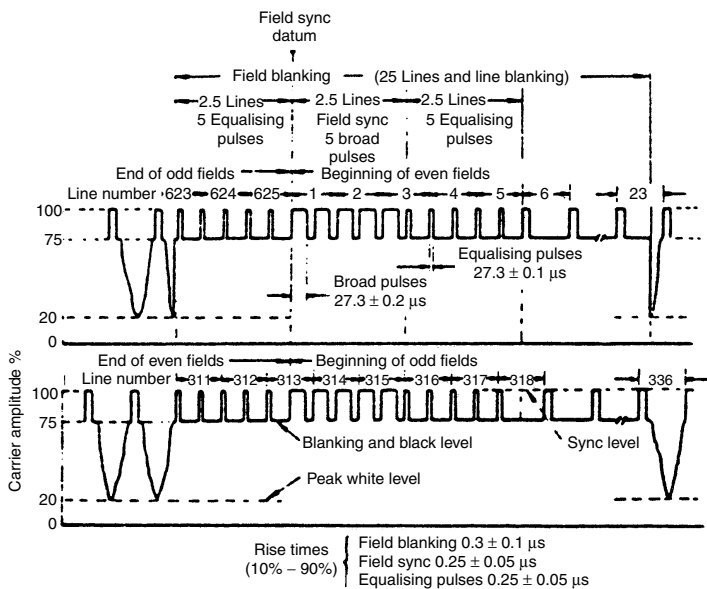 Field sync
datum
Field blanking (25 Lines and line blanking)
2.5 Lines 2.5 Lines 2.5 Lines
5 Equalising Field sync 5 Equalising
pulses 5 broad pulses
pulses
End of odd fields Beginning of even fields
Line number 623 624 625 1 2 3 4 5 6 23
100
75
Equalising pulses
27.3 ± 0.1 µs
Broad pulses
27.3 ± 0.2 µs
20
0
End of even fields Beginning of odd fields
Line number 311 312 313 314 315 316 317 318 336
100
75
Blanking and black level Sync level
Peak white level
20
0
Carrier amplitude %
Rise times
(10% – 90%)
Field blanking 0.3 ± 0.1 µs
Field sync 0.25 ± 0.05 µs
Equalising pulses 0.25 ± 0.05 µs